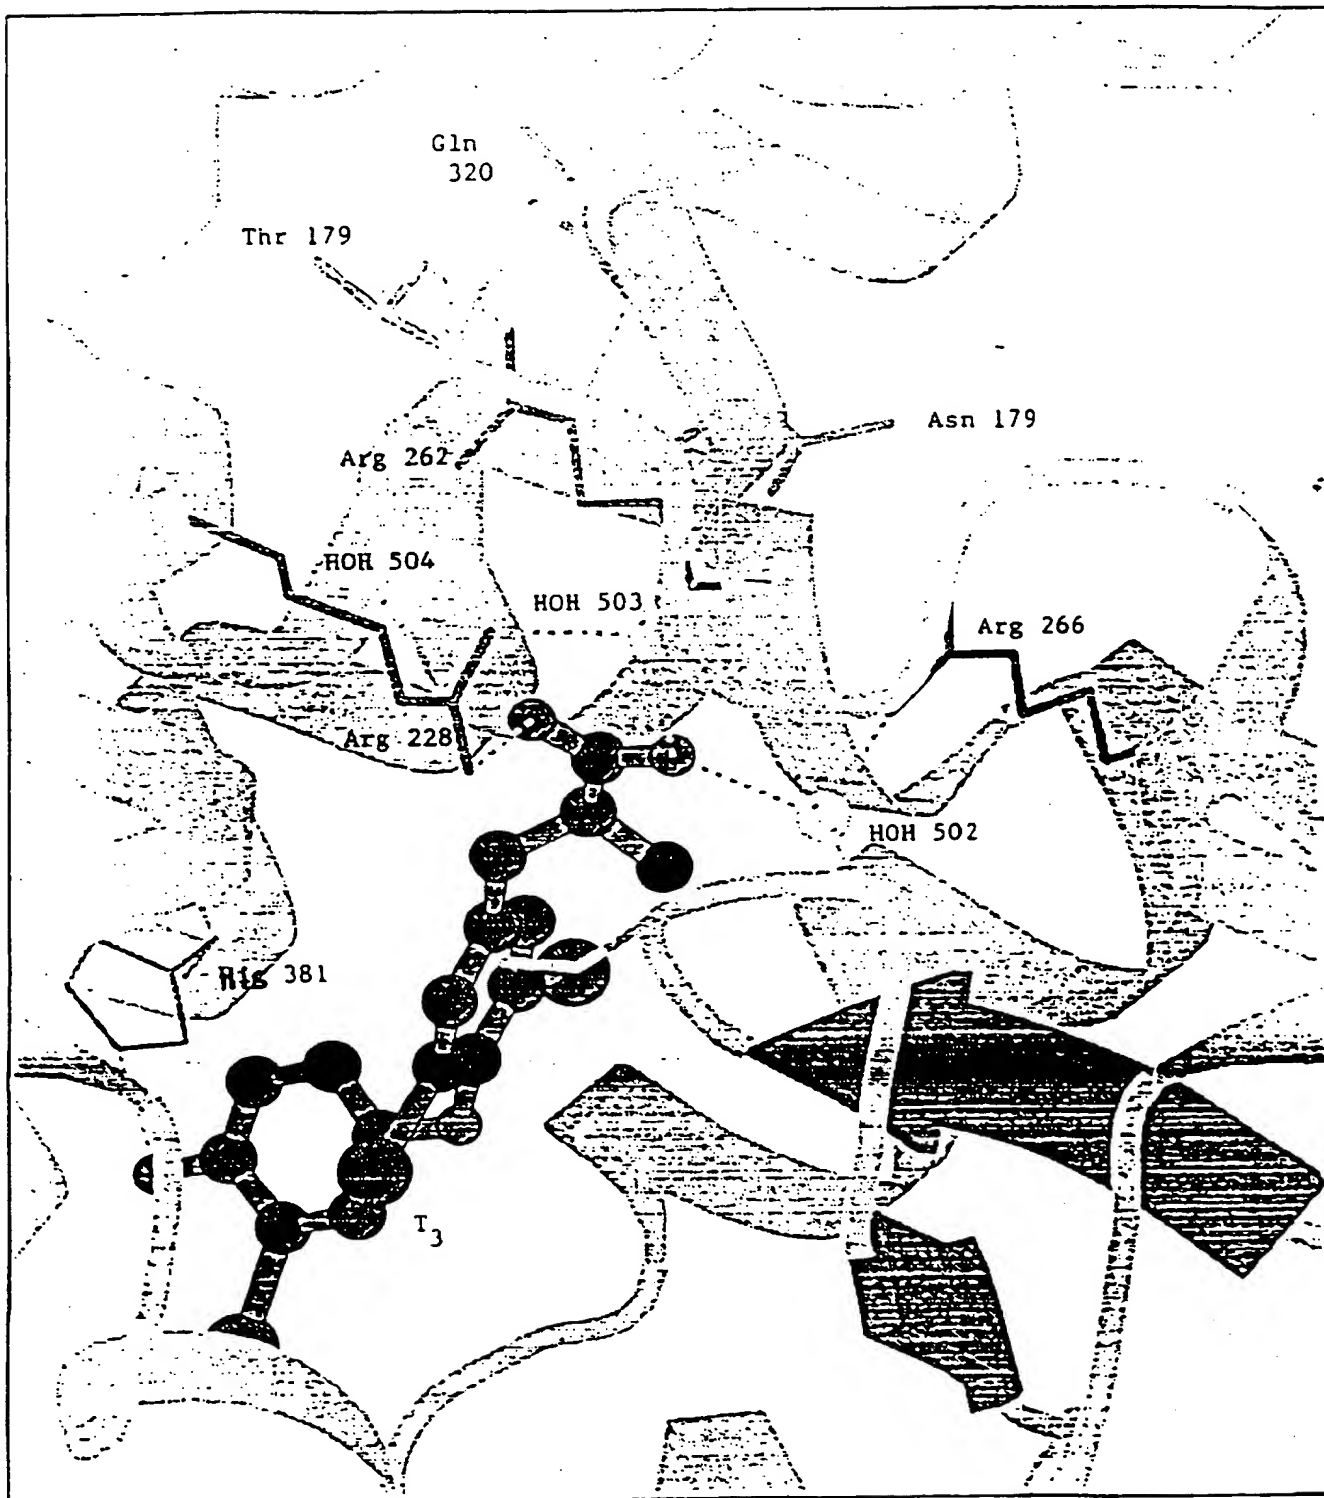 Gln
320
Thr 179
Asn 179
Arg 262
HOH 504
HOH 503
Arg 266
Arg 228
HOH 502
His 381
T3